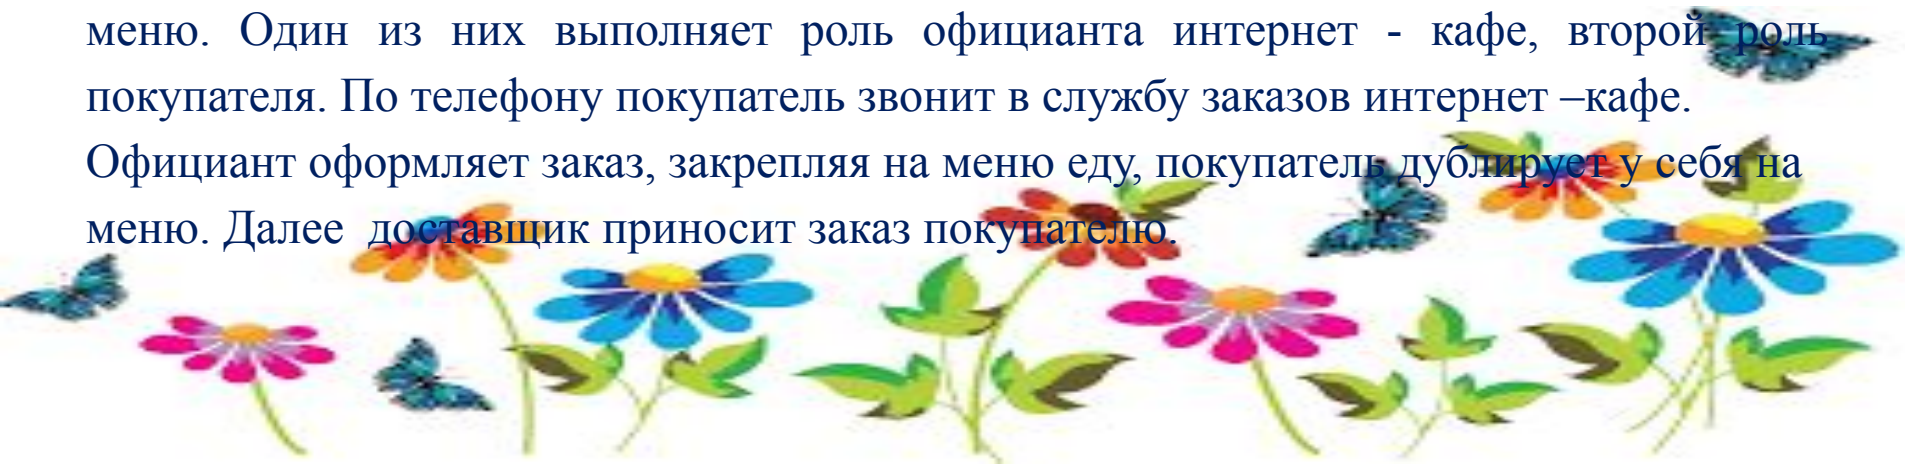 меню. Один из них выполняет роль официанта интернет - кафе, второй роль
покупателя. По телефону покупатель звонит в службу заказов интернет –кафе.
Официант оформляет заказ, закрепляя на меню еду, покупатель дублирует у себя на
меню. Далее доставщик приносит заказ покупателю.